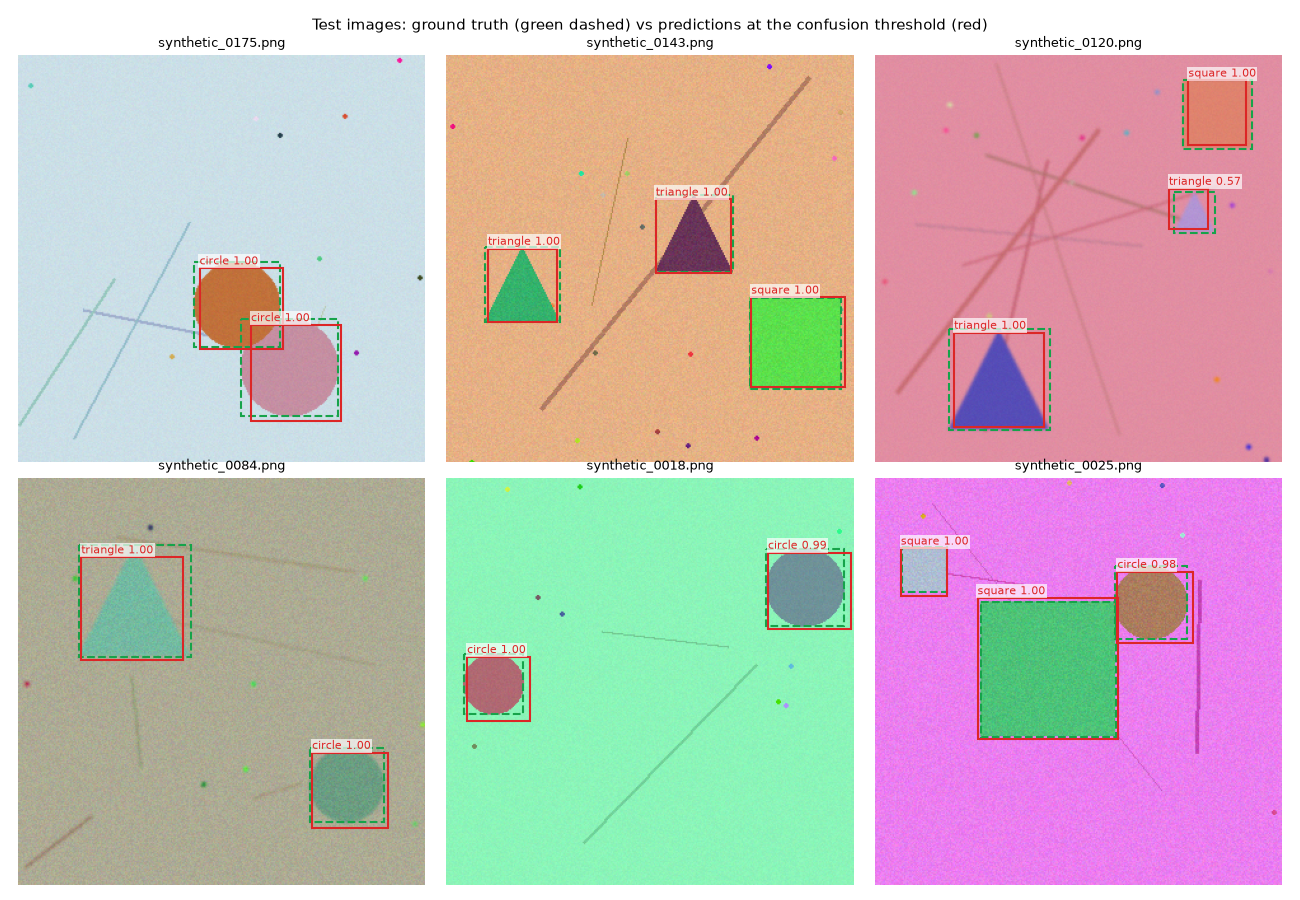 Test images: ground truth (green dashed) vs predictions at the confusion threshold (red)
synthetic_0175.png
synthetic_0143.png
synthetic_0120.png
circle 1.00
circle 1.00
triangle 1.00
triangle 1.00
square 1.00
square 1.00
triangle 0.57
triangle 1.00
synthetic_0084.png
synthetic_0018.png
synthetic_0025.png
triangle 1.00
circle 1.00
circle 0.99
circle 1.00
square 1.00
circle 0.98
square 1.00